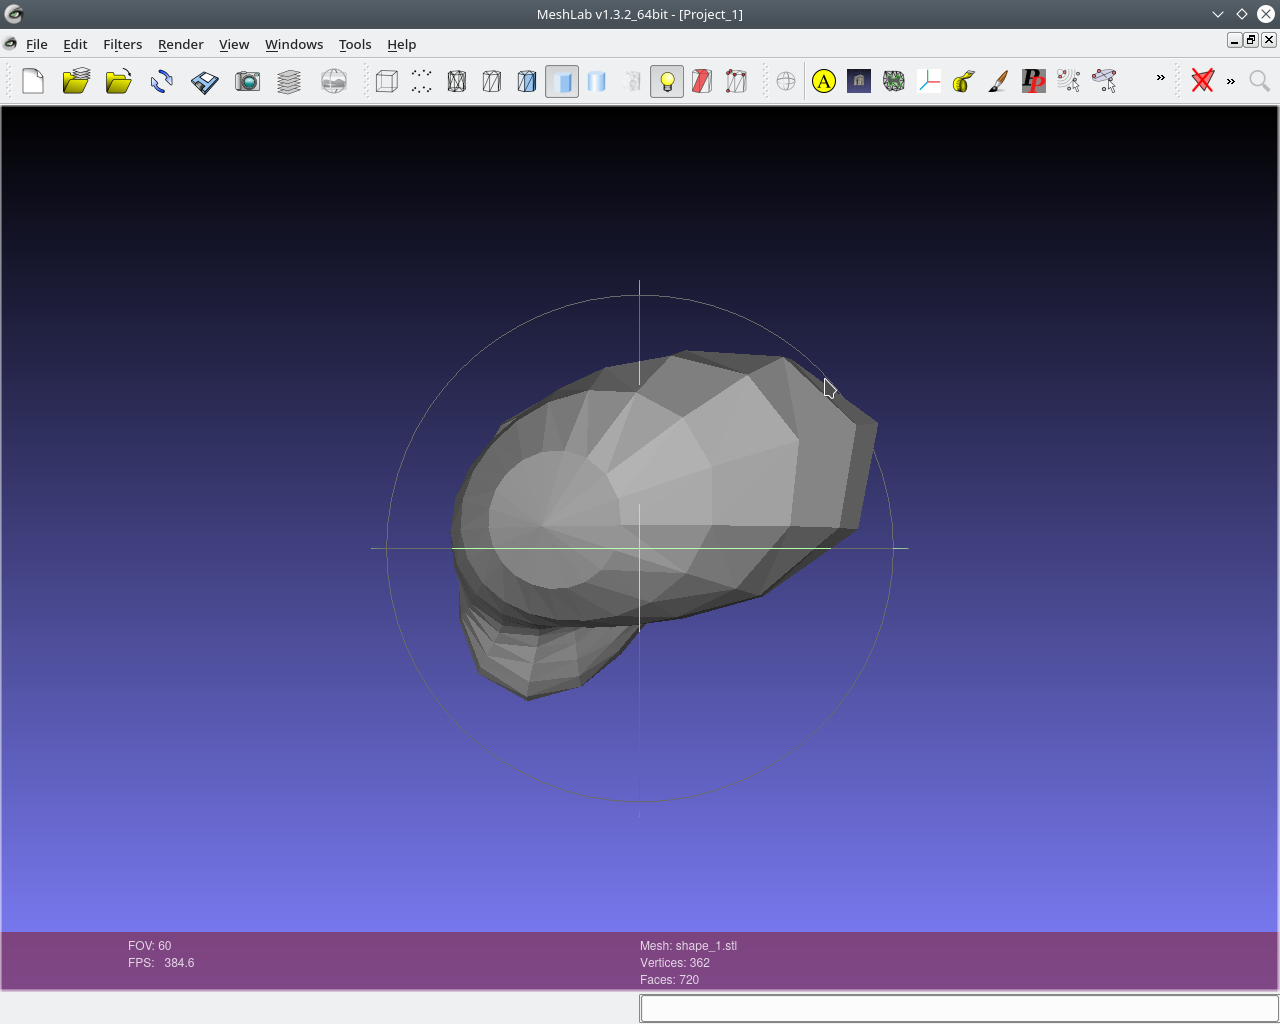 MeshLab v1.3.2_64bit - [Project_1]
File Edit Filters Render View Windows Tools Help
A
PP
»
»
FOV: 60
FPS: 384.6
Mesh: shape_1.stl
Vertices: 362
Faces: 720